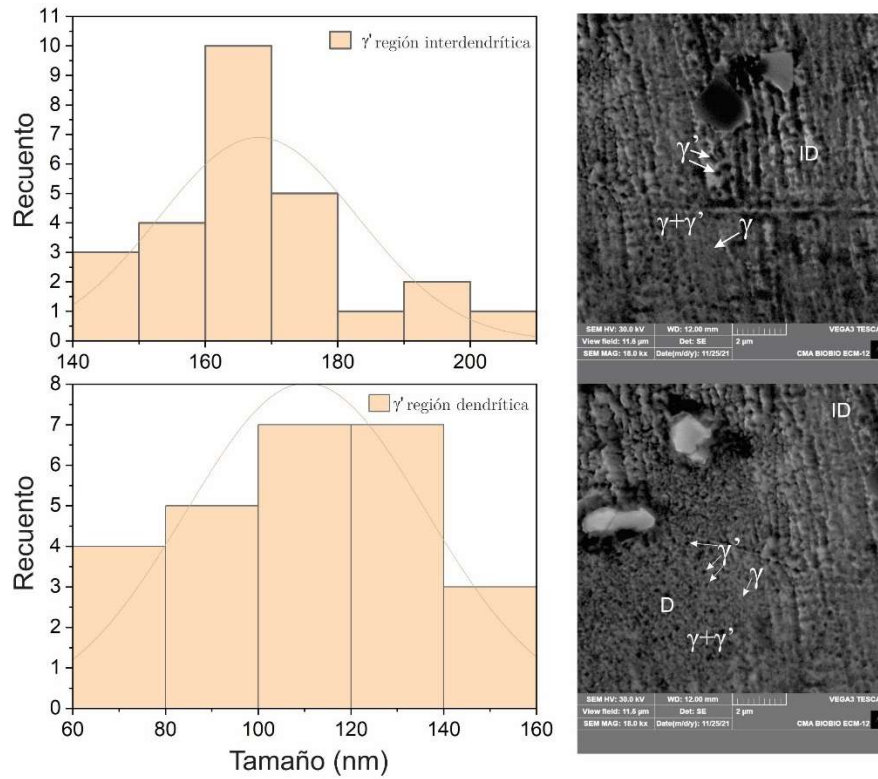 Recuento
11
10
9
8
7
6
5
4
3
2
1
0
γ' región interdendrítica
140 160 180 200
Recuento
8
7
6
5
4
3
2
1
0
γ' región dendrítica
60 80 100 120 140 160
Tamaño (nm)
γ'
ID
γ+γ'
γ
SEM HV: 30.0 kV WD: 12.00 mm VEGA3 TESCA
View field: 11.5 µm Det: SE 2 µm
SEM MAG: 18.0 kx Date(m/d/y): 11/25/21 CMA BIOBIO ECM-12
ID
γ'
γ
D
γ+γ'
SEM HV: 30.0 kV WD: 12.00 mm VEGA3 TESCA
View field: 11.5 µm Det: SE 2 µm
SEM MAG: 18.0 kx Date(m/d/y): 11/25/21 CMA BIOBIO ECM-12